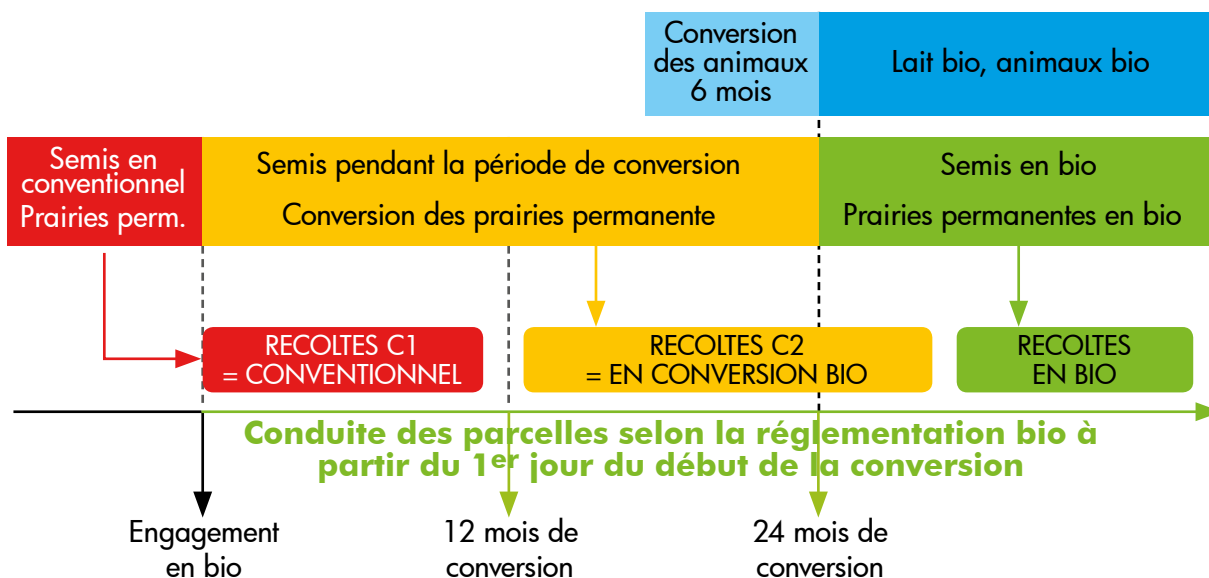 Conversion
des animaux
6 mois
Lait bio, animaux bio
Semis en
conventionnel
Prairies perm.
Semis pendant la période de conversion
Conversion des prairies permanente
Semis en bio
Prairies permanentes en bio
RECOLTES C1
= CONVENTIONNEL
RECOLTES C2
= EN CONVERSION BIO
RECOLTES
EN BIO
Conduite des parcelles selon la réglementation bio à
partir du 1er jour du début de la conversion
Engagement
en bio
12 mois de
conversion
24 mois de
conversion